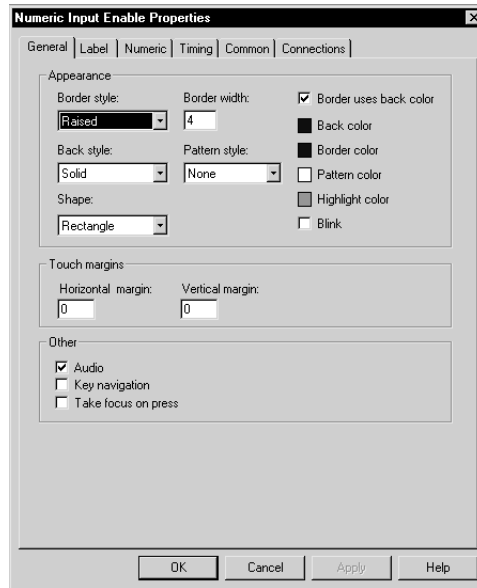 Numeric Input Enable Properties
General Label Numeric Timing Common Connections
Appearance
Border style: Border width: Border uses back color
Raised 4 Back color
Back style: Pattern style: Border color
Solid None Pattern color
Shape: Highlight color
Rectangle Blink
Touch margins
Horizontal margin: Vertical margin:
0 0
Other
Audio
Key navigation
Take focus on press
OK Cancel Apply Help